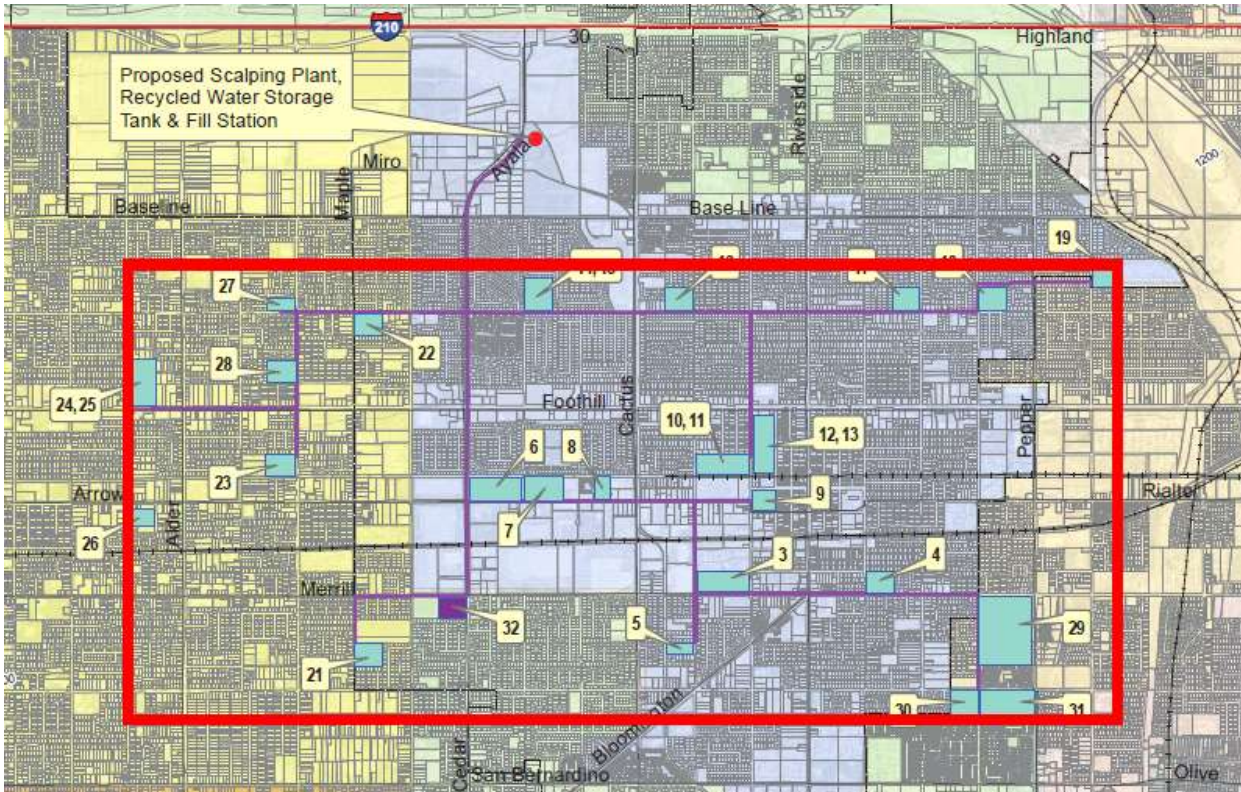 210
30
Highland
Proposed Scalping Plant,
Recycled Water Storage
Tank & Fill Station
Riverside
Ayala
Miro
Maple
1200
Baseline
Base Line
19
27
22
28
24, 25
Foothill
Cactus
10, 11
12, 13
Pepper
6
8
23
Arrow
Rialto
9
7
26
Alder
3
4
Merrill
32
5
29
21
30
31
Bloomington
Cedar
San Bernardino
Olive